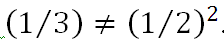 (1/3) ≠ (1/2)².